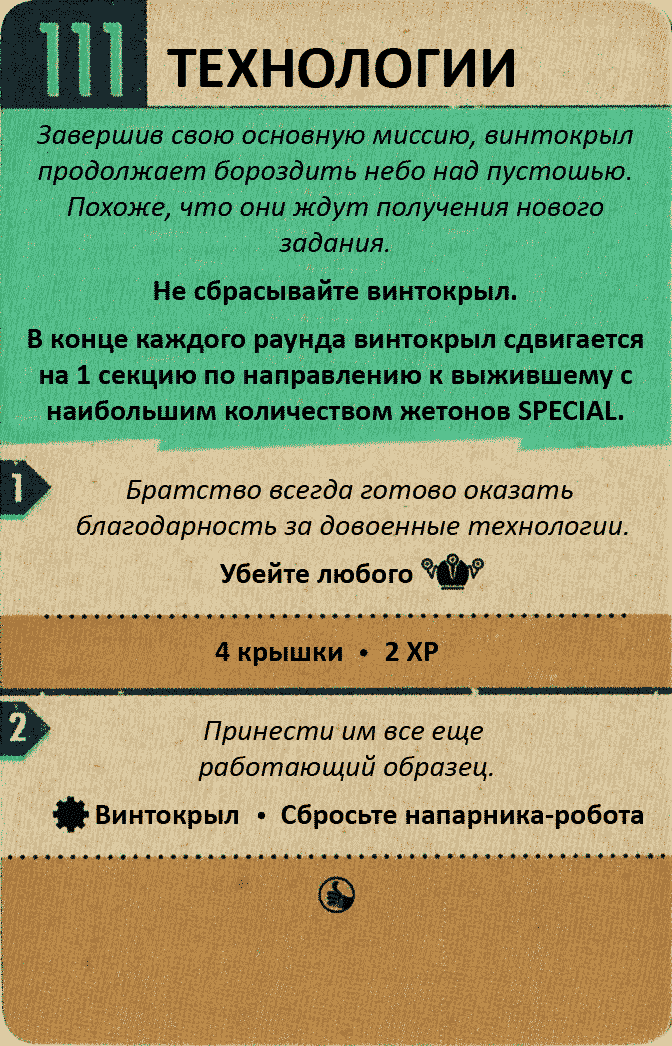 111
ТЕХНОЛОГИИ
Завершив свою основную миссию, винтокрыл
продолжает бороздить небо над пустошью.
Похоже, что они ждут получения нового
задания.
Не сбрасывайте винтокрыл.
В конце каждого раунда винтокрыл сдвигается
на 1 секцию по направлению к выжившему с
наибольшим количеством жетонов SPECIAL.
1
Братство всегда готово оказать
благодарность за довоенные технологии.
Убейте любого
4 крышки • 2 XP
2
Принести им все еще
работающий образец.
Винтокрыл • Сбросьте напарника-робота